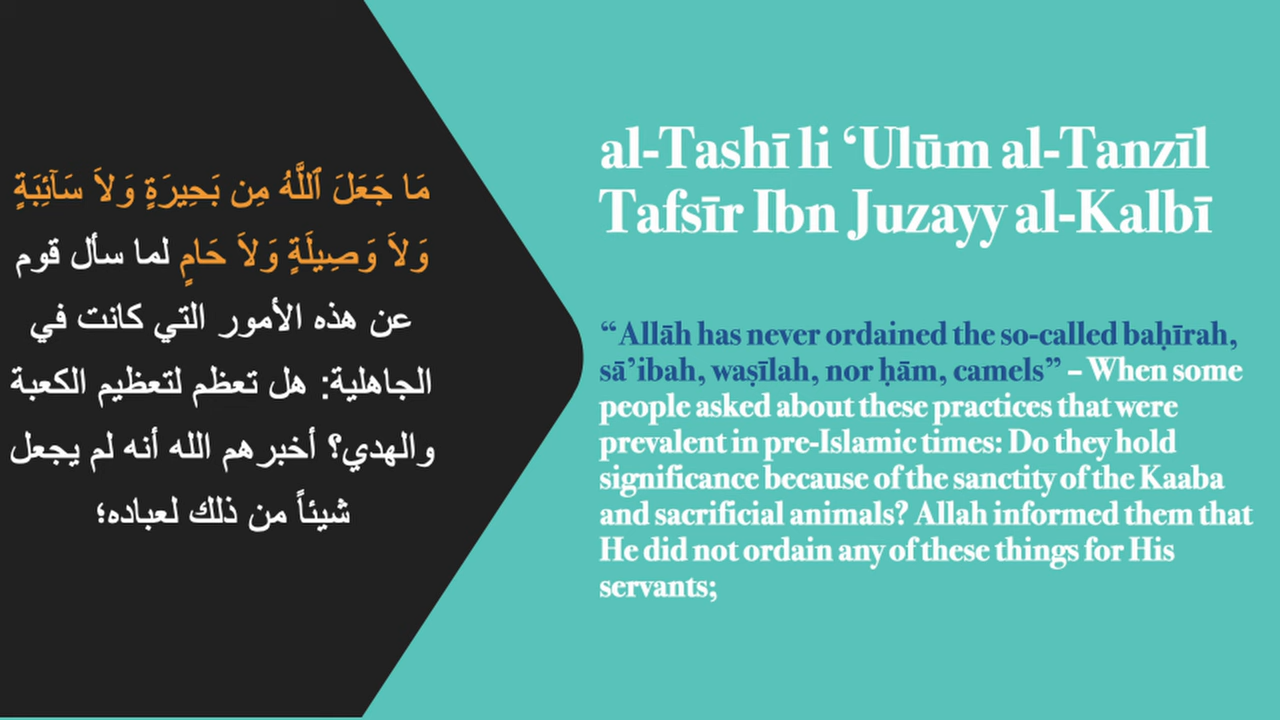 مَا جَعَلَ ٱللَّهُ مِن بَحِيرَةٍ وَلاَ سَآئِبَةٍ
وَلاَ وَصِيلَةٍ وَلاَ حَامٍ لما سأل قوم
عن هذه الأمور التي كانت في
الجاهلية: هل تعظم لتعظيم الكعبة
والهدي؟ أخبرهم الله أنه لم يجعل
شيئاً من ذلك لعباده؛
al-Tashī li ‘Ulūm al-Tanzīl
Tafsīr Ibn Juzayy al-Kalbī
“Allāh has never ordained the so-called baḥīrah,
sā’ibah, waṣīlah, nor ḥām, camels” – When some
people asked about these practices that were
prevalent in pre-Islamic times: Do they hold
significance because of the sanctity of the Kaaba
and sacrificial animals? Allah informed them that
He did not ordain any of these things for His
servants;